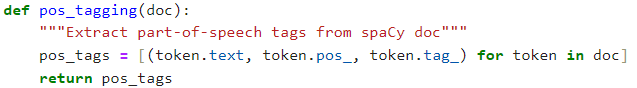 def pos_tagging(doc):
    """Extract part-of-speech tags from spaCy doc"""
    pos_tags = [(token.text, token.pos_, token.tag_) for token in doc]
    return pos_tags